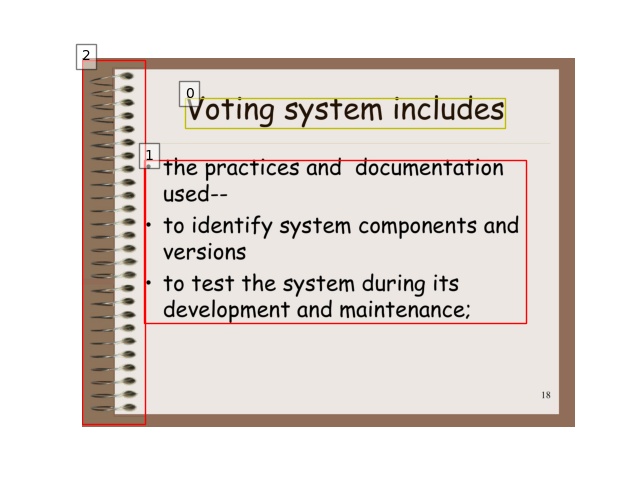 Voting system includes
• the practices and  documentation
used--
• to identify system components and
versions
• to test the system during its
development and maintenance;
18
2
0
1